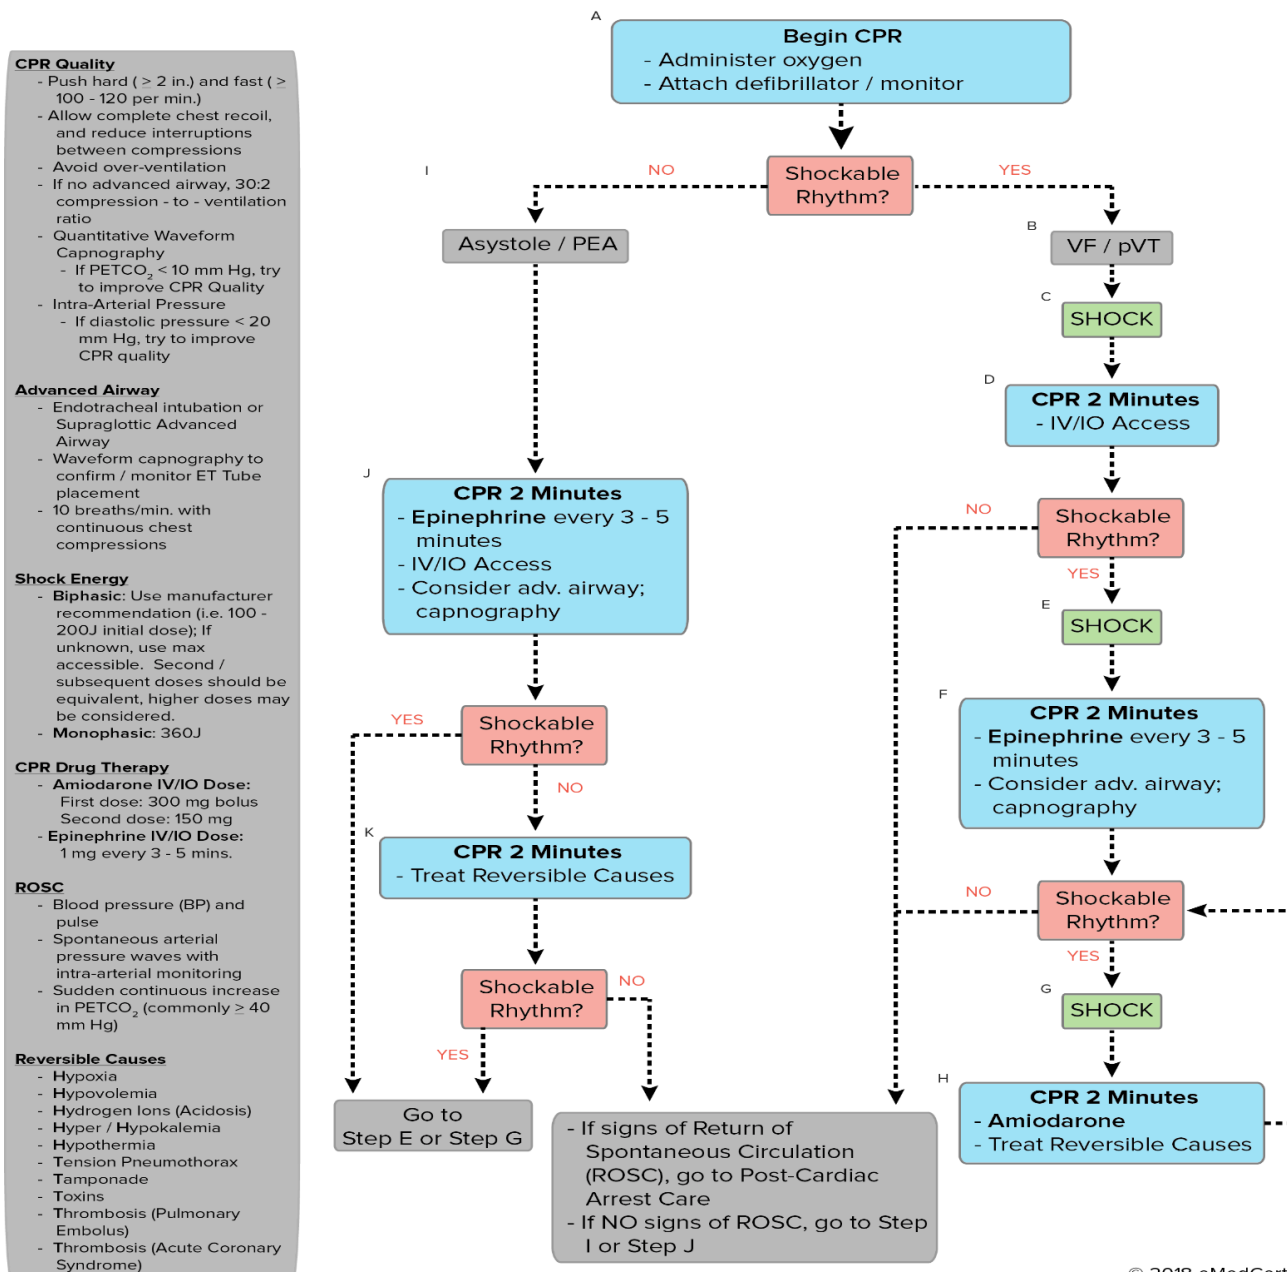 CPR Quality
- Push hard ( ≥ 2 in.) and fast ( ≥
100 - 120 per min.)
- Allow complete chest recoil,
and reduce interruptions
between compressions
- Avoid over-ventilation
- If no advanced airway, 30:2
compression - to - ventilation
ratio
- Quantitative Waveform
Capnography
- If PETCO₂ < 10 mm Hg, try
to improve CPR Quality
- Intra-Arterial Pressure
- If diastolic pressure < 20
mm Hg, try to improve
CPR quality
Advanced Airway
- Endotracheal intubation or
Supraglottic Advanced
Airway
- Waveform capnography to
confirm / monitor ET Tube
placement
- 10 breaths/min. with
continuous chest
compressions
Shock Energy
- Biphasic: Use manufacturer
recommendation (i.e. 100 -
200J initial dose); If
unknown, use max
accessible. Second /
subsequent doses should be
equivalent, higher doses may
be considered.
- Monophasic: 360J
CPR Drug Therapy
- Amiodarone IV/IO Dose:
First dose: 300 mg bolus
Second dose: 150 mg
- Epinephrine IV/IO Dose:
1 mg every 3 - 5 mins.
ROSC
- Blood pressure (BP) and
pulse
- Spontaneous arterial
pressure waves with
intra-arterial monitoring
- Sudden continuous increase
in PETCO₂ (commonly ≥ 40
mm Hg)
Reversible Causes
- Hypoxia
- Hypovolemia
- Hydrogen Ions (Acidosis)
- Hyper / Hypokalemia
- Hypothermia
- Tension Pneumothorax
- Tamponade
- Toxins
- Thrombosis (Pulmonary
Embolus)
- Thrombosis (Acute Coronary
Syndrome)
A
Begin CPR
- Administer oxygen
- Attach defibrillator / monitor
Shockable
Rhythm?
NO
YES
I
Asystole / PEA
J
CPR 2 Minutes
- Epinephrine every 3 - 5
minutes
- IV/IO Access
- Consider adv. airway;
capnography
Shockable
Rhythm?
YES
NO
K
CPR 2 Minutes
- Treat Reversible Causes
Shockable
Rhythm?
NO
YES
Go to
Step E or Step G
- If signs of Return of
Spontaneous Circulation
(ROSC), go to Post-Cardiac
Arrest Care
- If NO signs of ROSC, go to Step
I or Step J
B
VF / pVT
C
SHOCK
D
CPR 2 Minutes
- IV/IO Access
Shockable
Rhythm?
NO
YES
E
SHOCK
F
CPR 2 Minutes
- Epinephrine every 3 - 5
minutes
- Consider adv. airway;
capnography
Shockable
Rhythm?
NO
YES
G
SHOCK
H
CPR 2 Minutes
- Amiodarone
- Treat Reversible Causes
© 2018 eMedCert